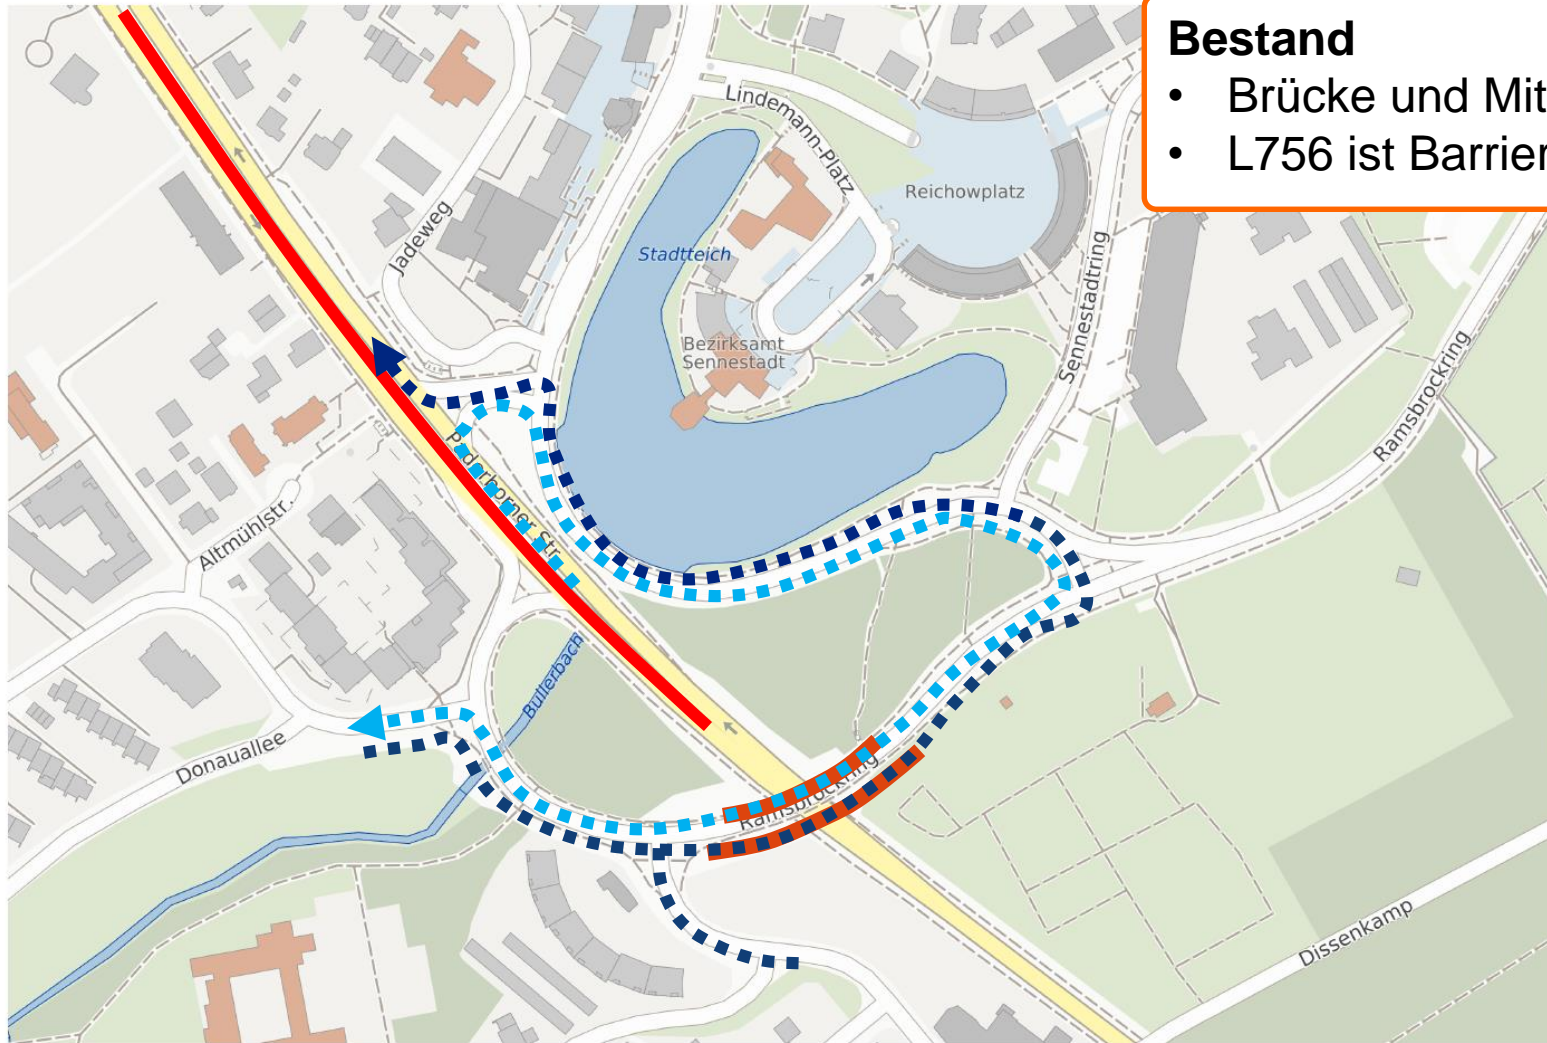 Bestand
• Brücke und Mit
• L756 ist Barrier
Lindemann-Platz
Reichowplatz
Jadeweg
Stadtteich
Sennestadtring
Bezirksamt
Sennestadt
Ramsbrockring
Paderborner Str.
Altmühlstr.
Bullerbach
Donauallee
Ramsbrockring
Dissenkamp